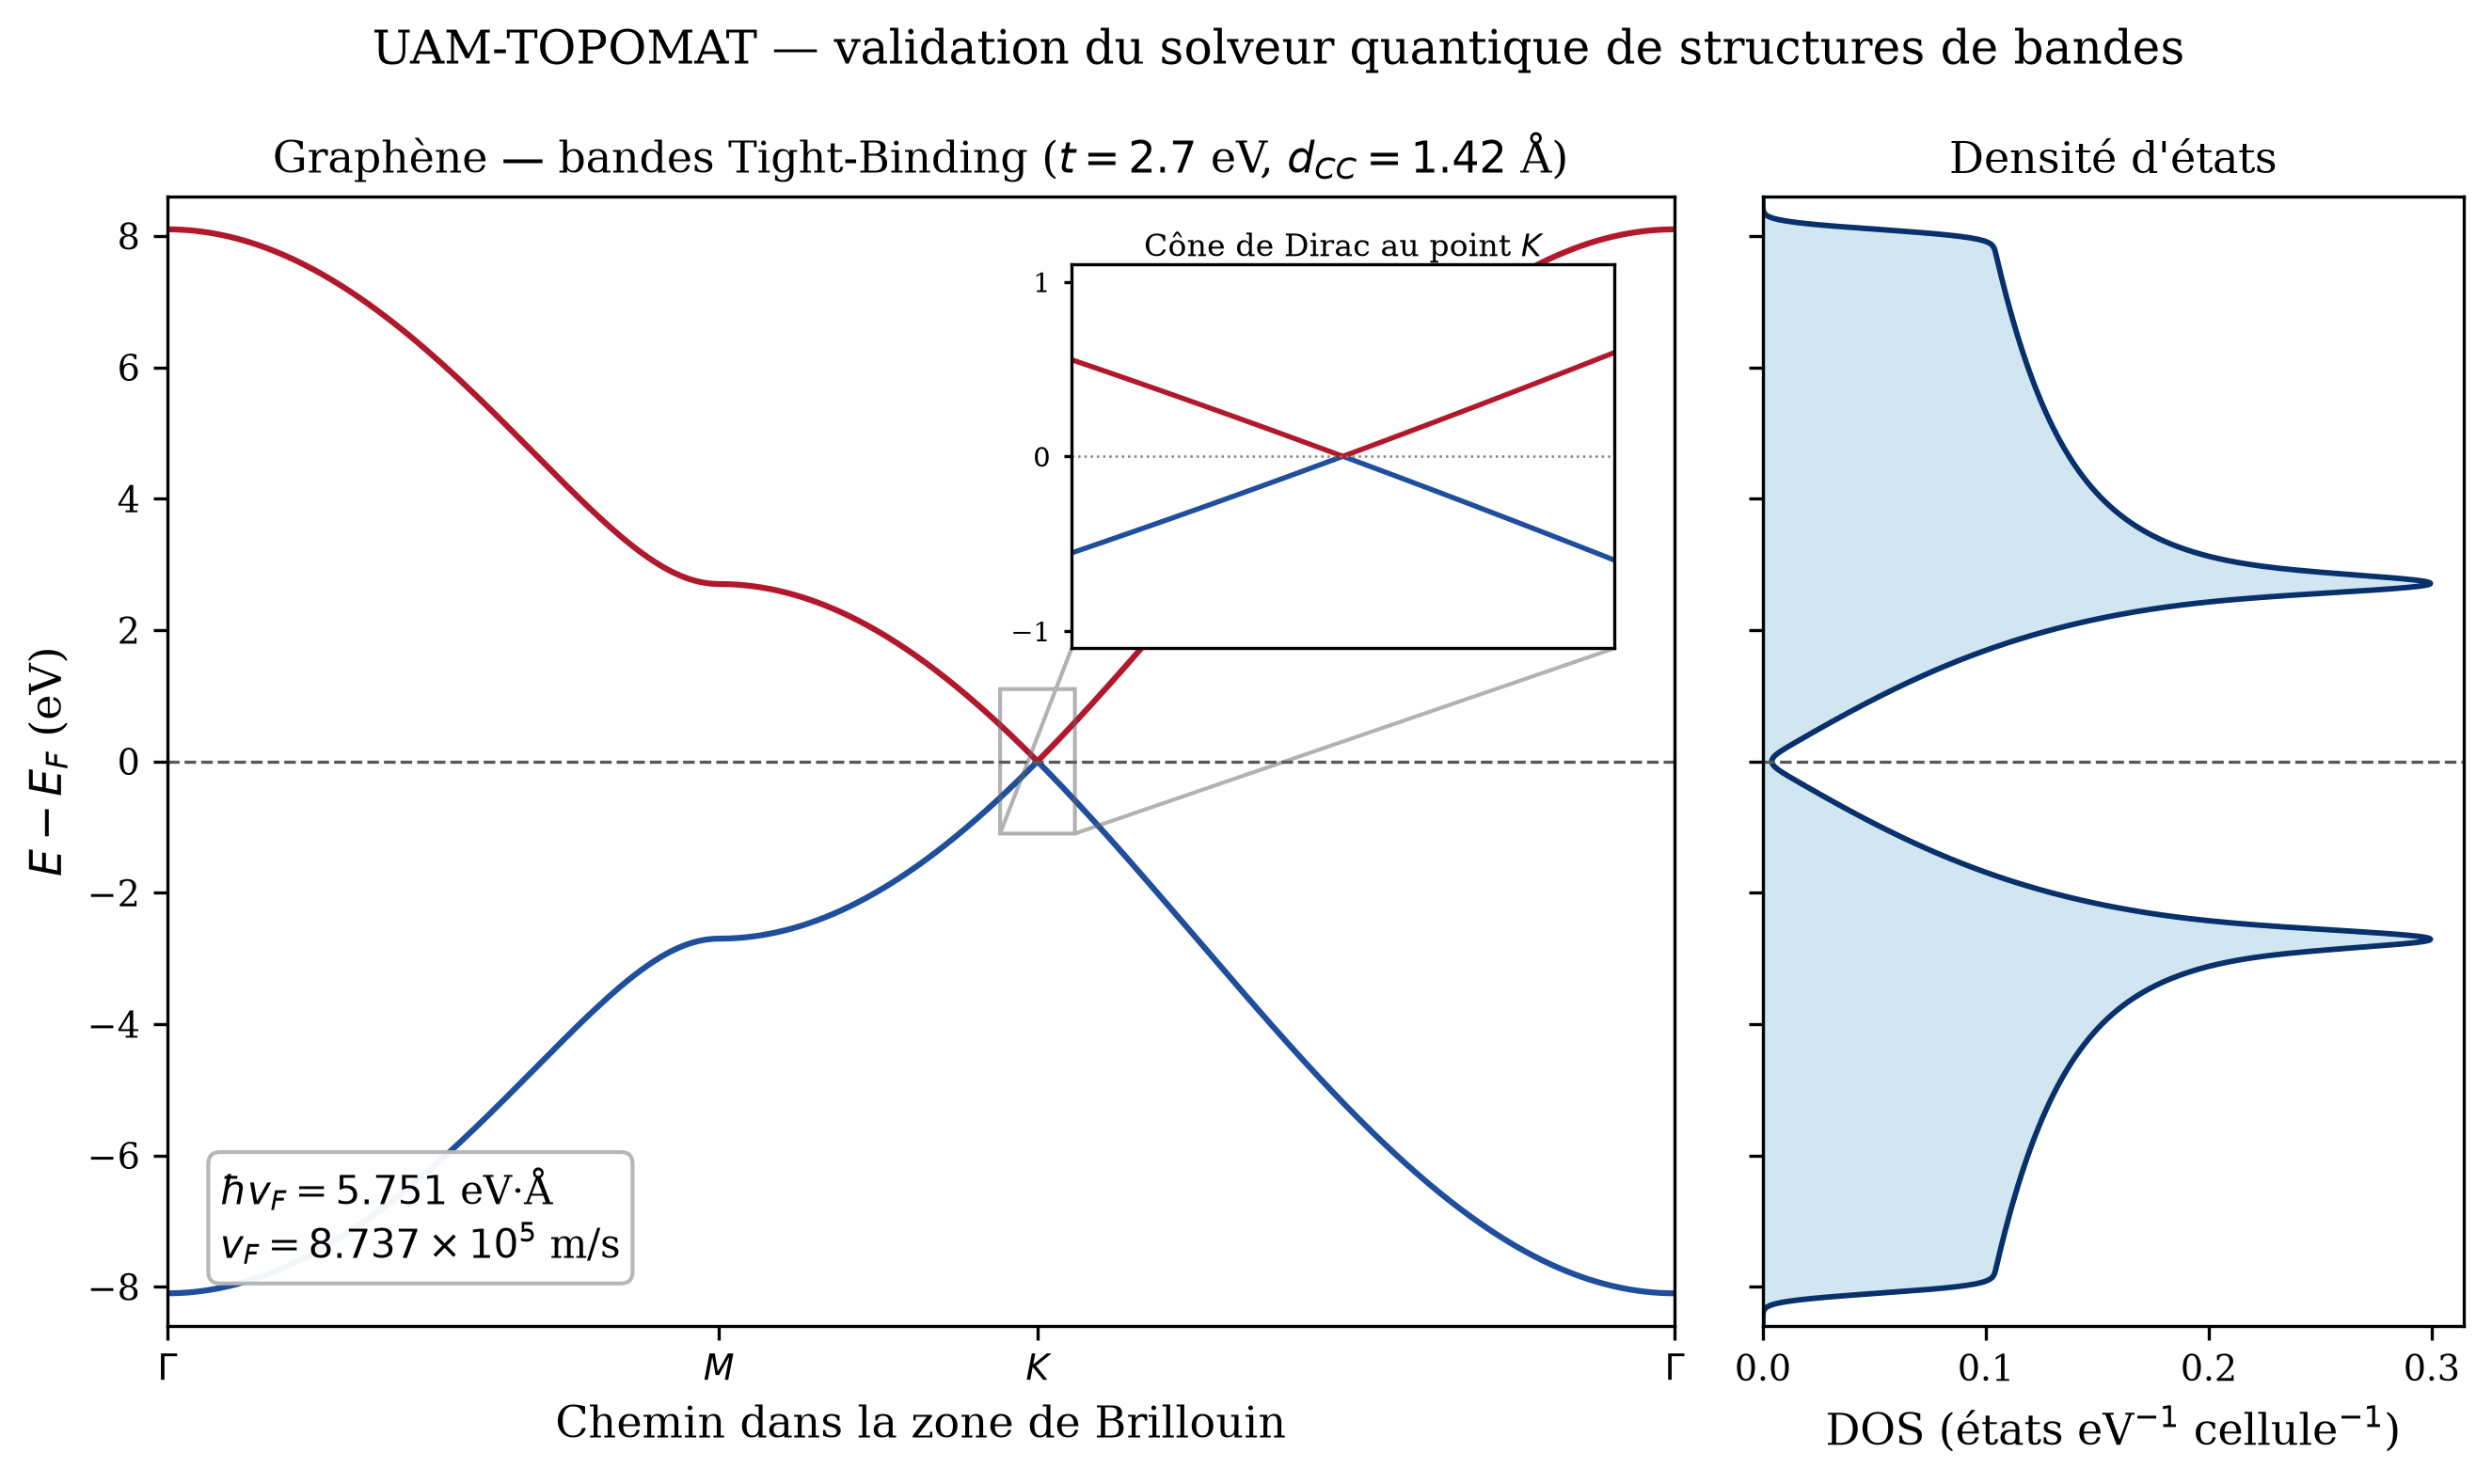 UAM-TOPOMAT — validation du solveur quantique de structures de bandes
Graphène — bandes Tight-Binding (t = 2.7 eV, d_CC = 1.42 Å)
Densité d'états
Cône de Dirac au point K
1
0
−1
8
6
4
2
0
−2
−4
−6
−8
E − E_F (eV)
ħv_F = 5.751 eV·Å
v_F = 8.737 × 10⁵ m/s
Γ M K Γ
Chemin dans la zone de Brillouin
0.0 0.1 0.2 0.3
DOS (états eV⁻¹ cellule⁻¹)